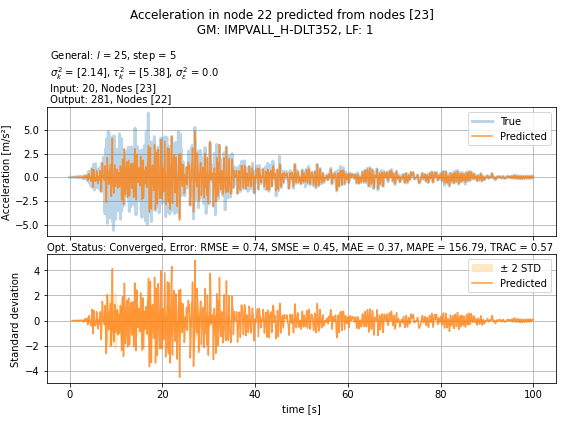 Acceleration in node 22 predicted from nodes [23]
GM: IMPVALL_H-DLT352, LF: 1
General: l = 25, step = 5
σ²ₖ = [2.14], τ²ₖ = [5.38], σ²_ε = 0.0
Input: 20, Nodes [23]
Output: 281, Nodes [22]
Acceleration [m/s²]
5.0
2.5
0.0
−2.5
−5.0
True
Predicted
Opt. Status: Converged, Error: RMSE = 0.74, SMSE = 0.45, MAE = 0.37, MAPE = 156.79, TRAC = 0.57
Standard deviation
4
2
0
−2
−4
± 2 STD
Predicted
0
20
40
60
80
100
time [s]